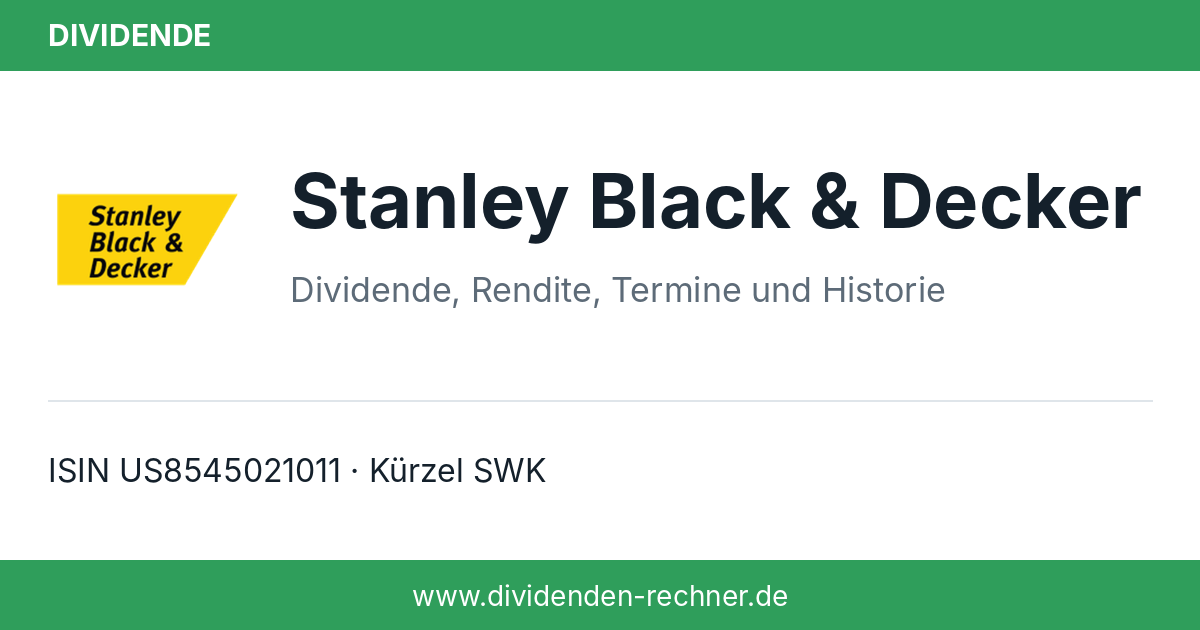 DIVIDENDE
Stanley
Black &
Decker
Stanley Black & Decker
Dividende, Rendite, Termine und Historie
ISIN US8545021011 · Kürzel SWK
www.dividenden-rechner.de